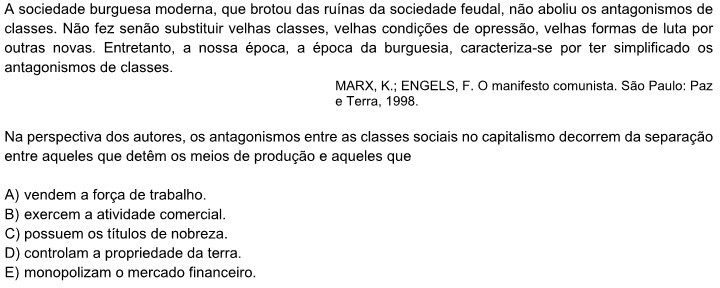 A sociedade burguesa moderna, que brotou das ruínas da sociedade feudal, não aboliu os antagonismos de
classes. Não fez senão substituir velhas classes, velhas condições de opressão, velhas formas de luta por
outras novas. Entretanto, a nossa época, a época da burguesia, caracteriza-se por ter simplificado os
antagonismos de classes.
MARX, K.; ENGELS, F. O manifesto comunista. São Paulo: Paz
e Terra, 1998.
Na perspectiva dos autores, os antagonismos entre as classes sociais no capitalismo decorrem da separação
entre aqueles que detêm os meios de produção e aqueles que
A) vendem a força de trabalho.
B) exercem a atividade comercial.
C) possuem os títulos de nobreza.
D) controlam a propriedade da terra.
E) monopolizam o mercado financeiro.